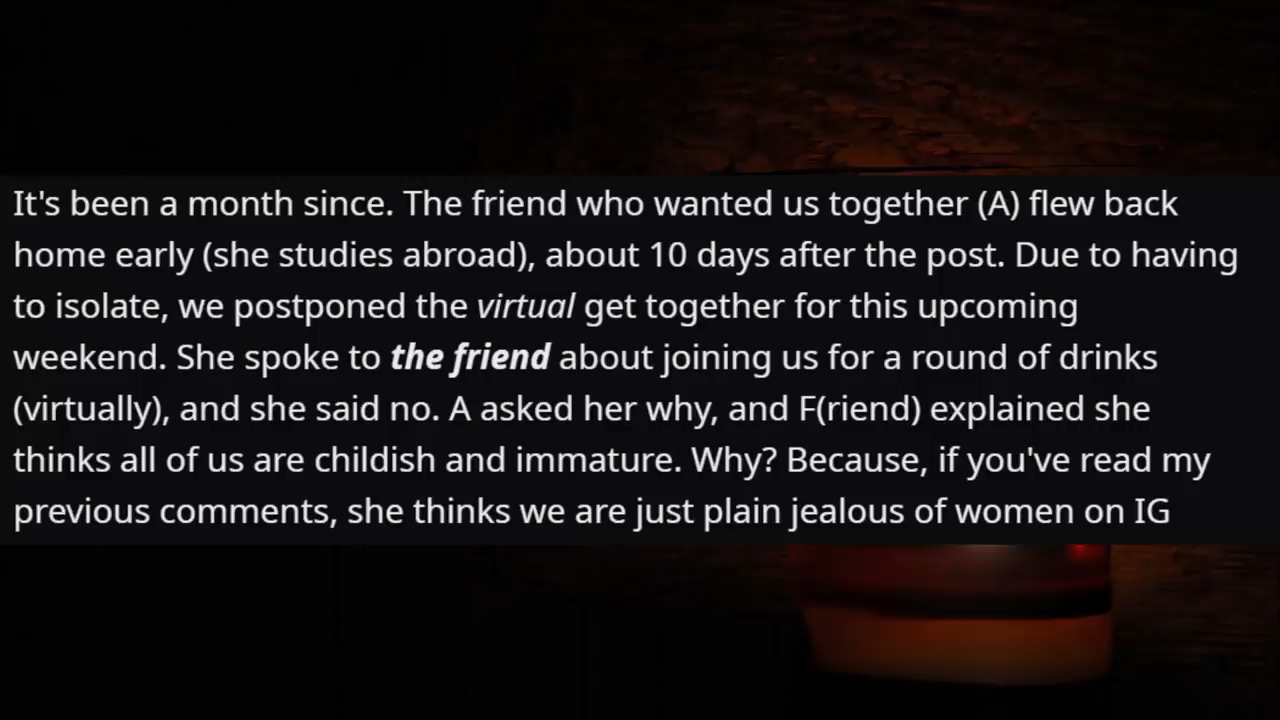 It's been a month since. The friend who wanted us together (A) flew back
home early (she studies abroad), about 10 days after the post. Due to having
to isolate, we postponed the virtual get together for this upcoming
weekend. She spoke to the friend about joining us for a round of drinks
(virtually), and she said no. A asked her why, and F(riend) explained she
thinks all of us are childish and immature. Why? Because, if you've read my
previous comments, she thinks we are just plain jealous of women on IG